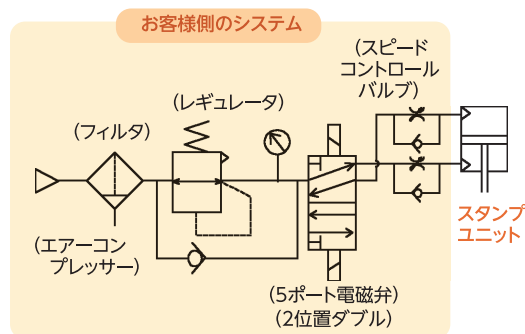 お客様側のシステム
(スピード
コントロール
バルブ)
(レギュレータ)
(フィルタ)
(エアーコン
プレッサー)
スタンプ
ユニット
(5ポート電磁弁)
(2位置ダブル)